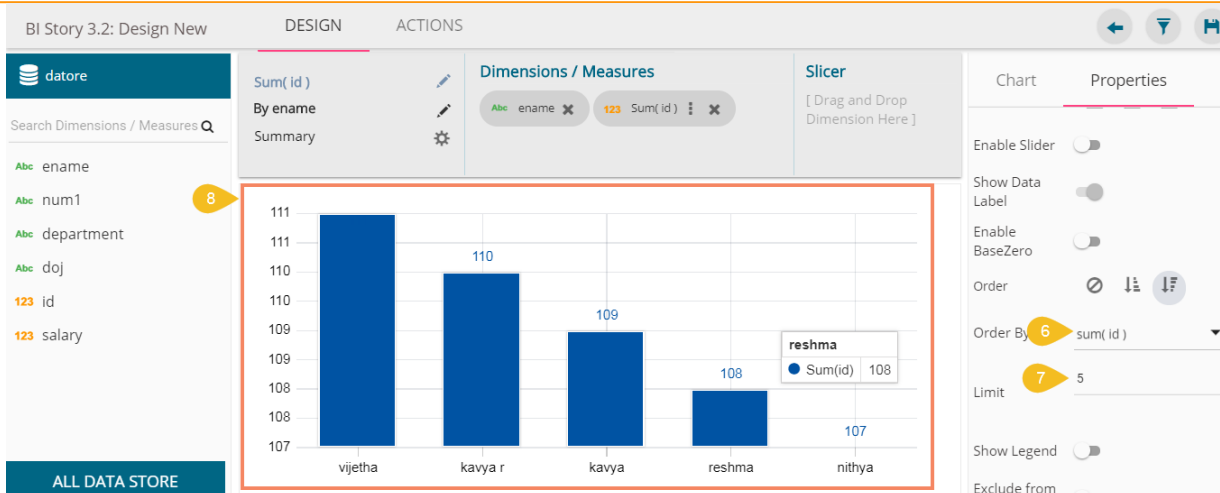 BI Story 3.2: Design New
DESIGN
ACTIONS
datore
Search Dimensions / Measures
Abc ename
Abc num1
Abc department
Abc doj
123 id
123 salary
ALL DATA STORE
Sum( id )
By ename
Summary
Dimensions / Measures
Abc ename
123 Sum( id )
Slicer
[ Drag and Drop
Dimension Here ]
8
111
111
110
110
109
109
108
108
107
110
109
108
107
reshma
Sum(id) 108
vijetha
kavya r
kavya
reshma
nithya
Chart
Properties
Enable Slider
Show Data
Label
Enable
BaseZero
Order
Order By
6
sum( id )
Limit
7
5
Show Legend
Exclude from